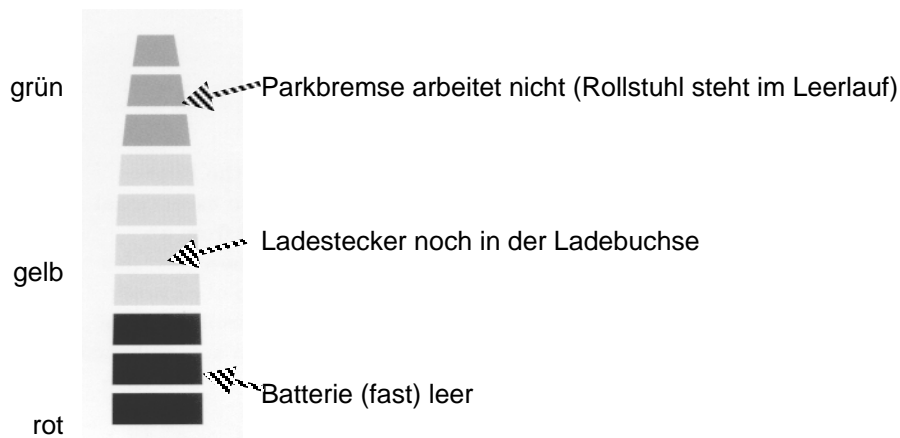 grün
Parkbremse arbeitet nicht (Rollstuhl steht im Leerlauf)
Ladestecker noch in der Ladebuchse
gelb
Batterie (fast) leer
rot